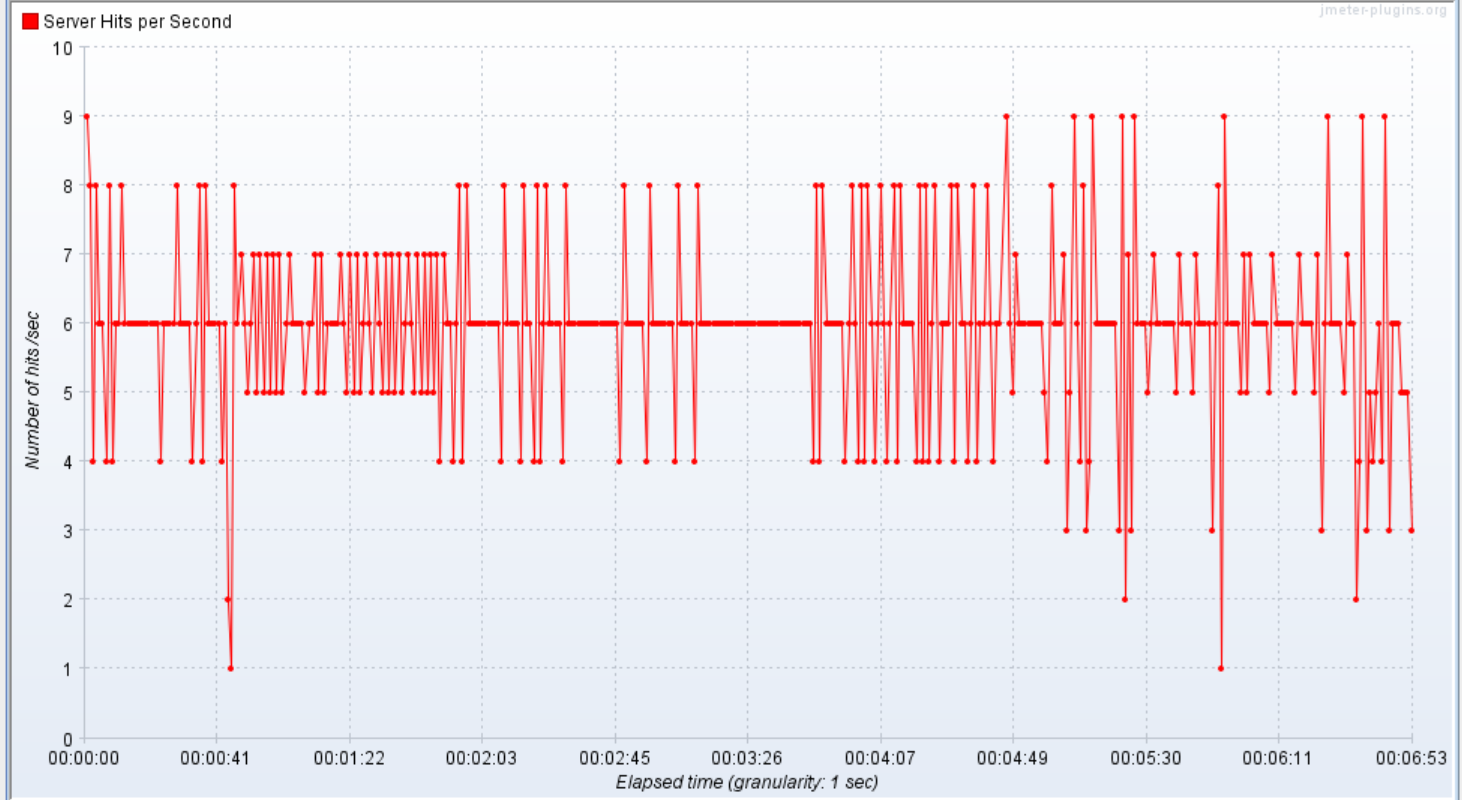 jmeter-plugins.org
Server Hits per Second
10
9
8
7
6
5
4
3
2
1
0
Number of hits /sec
00:00:00 00:00:41 00:01:22 00:02:03 00:02:45 00:03:26 00:04:07 00:04:49 00:05:30 00:06:11 00:06:53
Elapsed time (granularity: 1 sec)